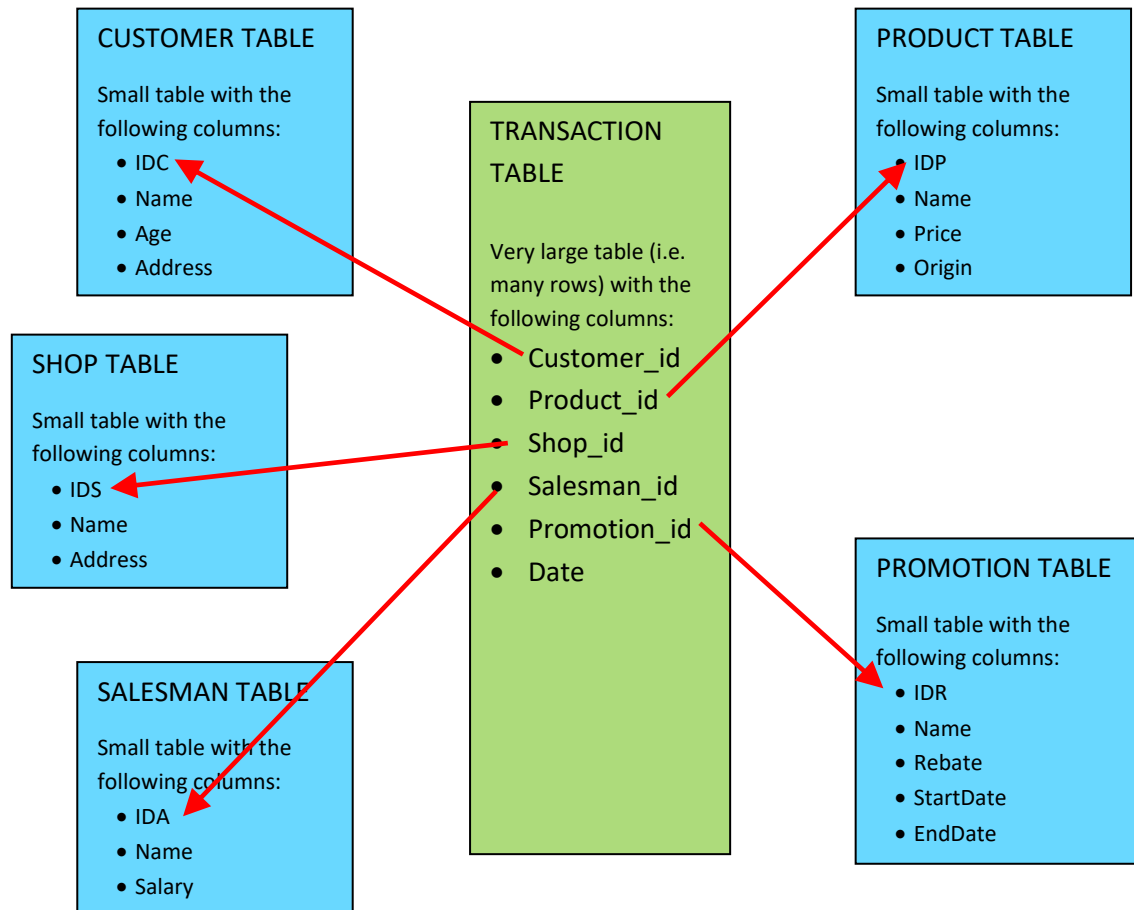 CUSTOMER TABLE
Small table with the
following columns:
• IDC
• Name
• Age
• Address
SHOP TABLE
Small table with the
following columns:
• IDS
• Name
• Address
SALESMAN TABLE
Small table with the
following columns:
• IDA
• Name
• Salary
TRANSACTION
TABLE
Very large table (i.e.
many rows) with the
following columns:
• Customer_id
• Product_id
• Shop_id
• Salesman_id
• Promotion_id
• Date
PRODUCT TABLE
Small table with the
following columns:
• IDP
• Name
• Price
• Origin
PROMOTION TABLE
Small table with the
following columns:
• IDR
• Name
• Rebate
• StartDate
• EndDate